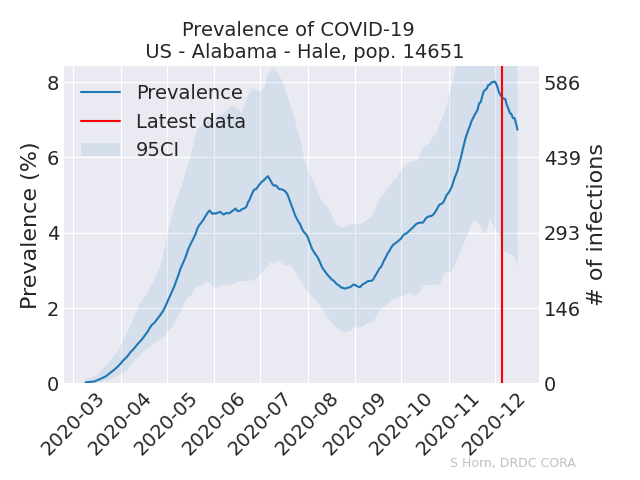 Prevalence of COVID-19
US - Alabama - Hale, pop. 14651
Prevalence
Latest data
95CI
Prevalence (%)
8
6
4
2
0
586
439
293
146
0
# of infections
2020-03
2020-04
2020-05
2020-06
2020-07
2020-08
2020-09
2020-10
2020-11
2020-12
S Horn, DRDC CORA